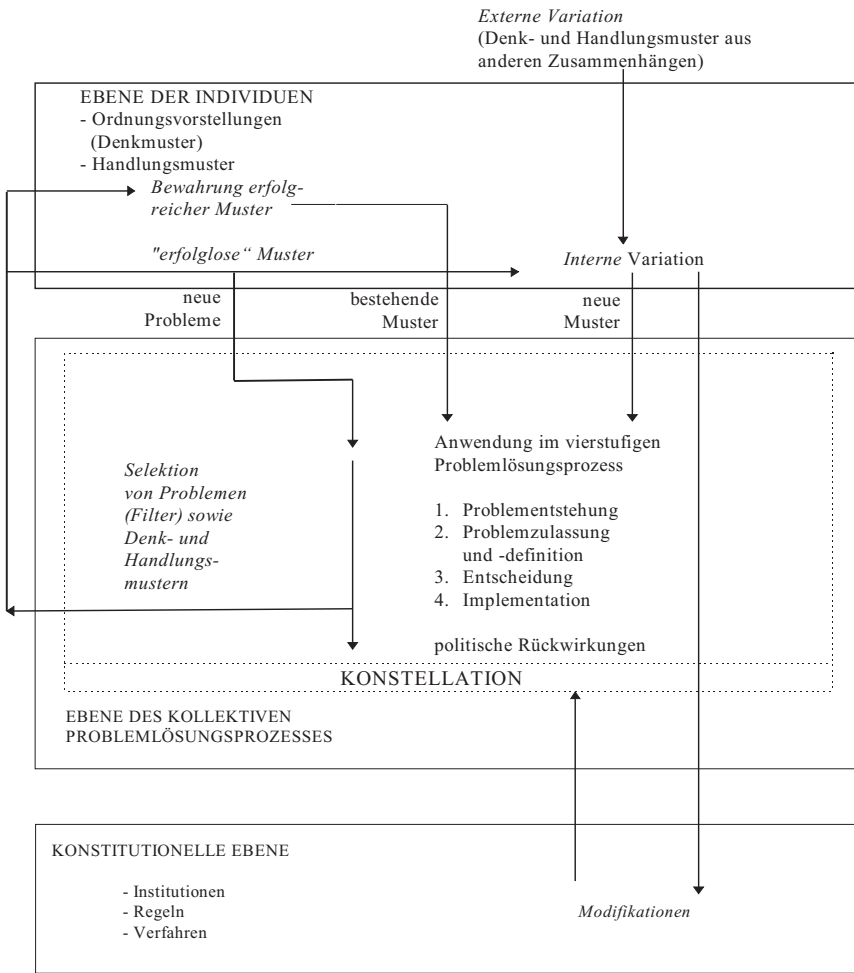 Externe Variation
(Denk- und Handlungsmuster aus
anderen Zusammenhängen)
EBENE DER INDIVIDUEN
- Ordnungsvorstellungen
(Denkmuster)
- Handlungsmuster
Bewahrung erfolg-
reicher Muster
"erfolglose“ Muster
Interne Variation
neue
Probleme
bestehende
Muster
neue
Muster
Selektion
von Problemen
(Filter) sowie
Denk- und
Handlungs-
mustern
Anwendung im vierstufigen
Problemlösungsprozess
1. Problementstehung
2. Problemzulassung
und -definition
3. Entscheidung
4. Implementation
politische Rückwirkungen
KONSTELLATION
EBENE DES KOLLEKTIVEN
PROBLEMLÖSUNGSPROZESSES
KONSTITUTIONELLE EBENE
- Institutionen
- Regeln
- Verfahren
Modifikationen